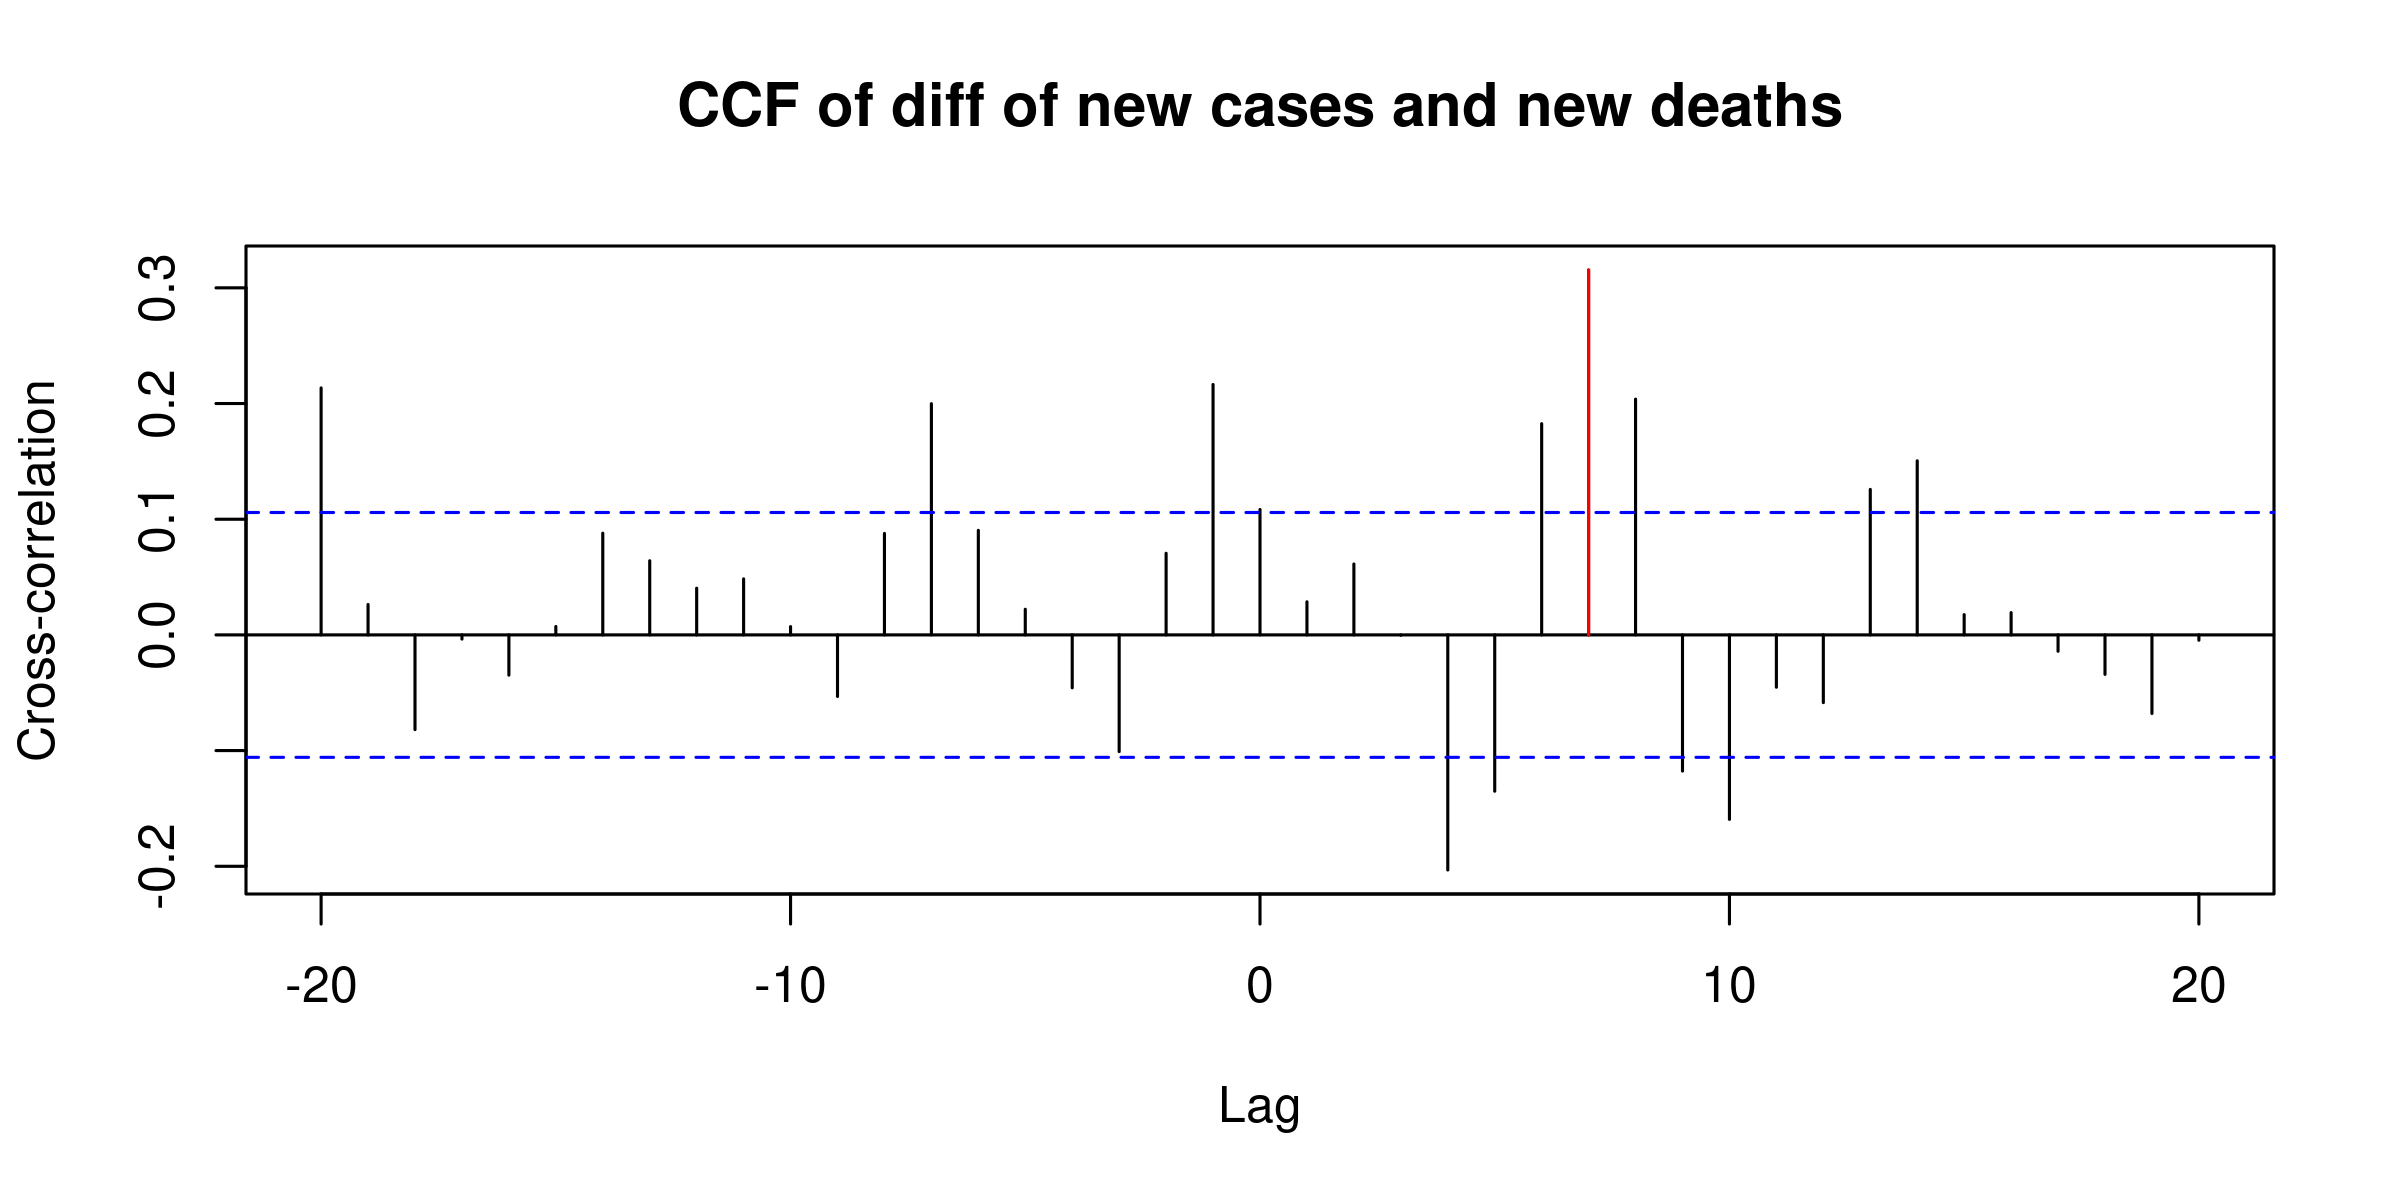 CCF of diff of new cases and new deaths
Cross-correlation
0.3
0.2
0.1
0.0
-0.2
-20 -10 0 10 20
Lag